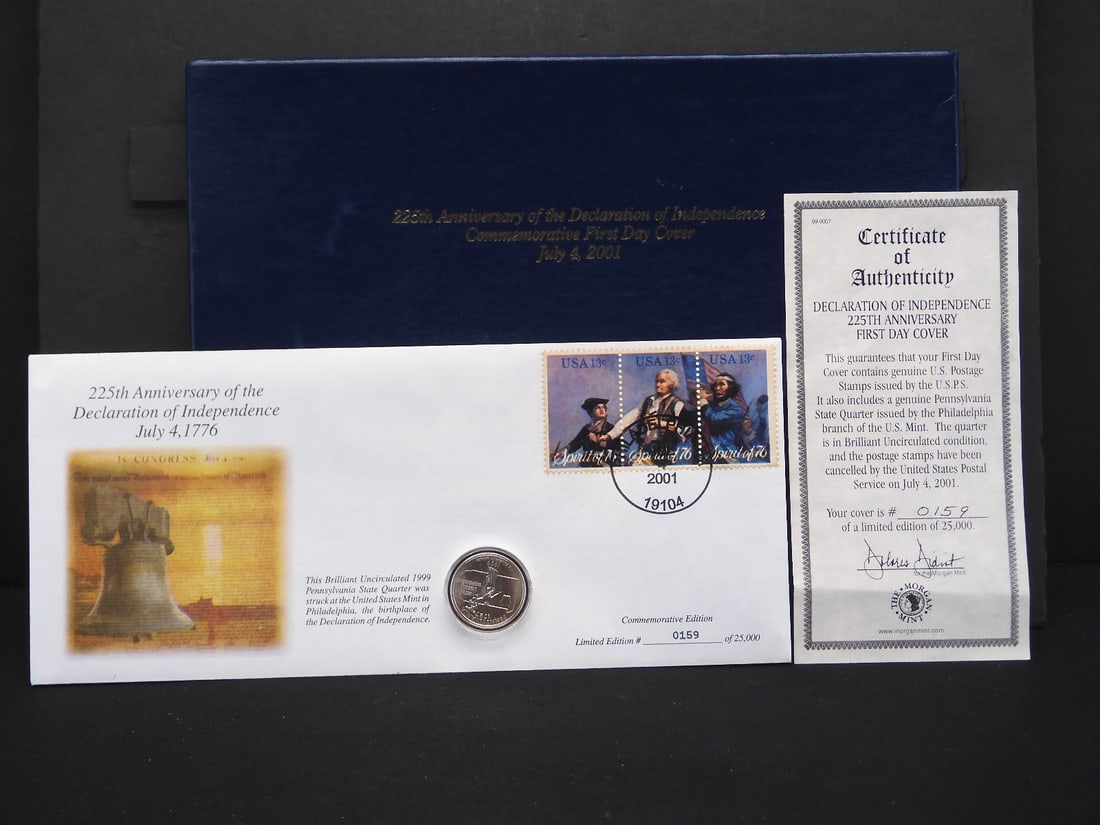 225th Anniversary of the Declaration of Independence
Commemorative First Day Cover
July 4, 2001
225th Anniversary of the
Declaration of Independence
July 4,1776
IN CONGRESS
USA 13c
USA 13c
USA 13c
Spirit of 76
Spirit of 76
Spirit of 76
2001
19104
This Brilliant Uncirculated 1999
Pennsylvania State Quarter was
struck at the United States Mint in
Philadelphia, the birthplace of
the Declaration of Independence.
Commemorative Edition
Limited Edition # 0159 of 25,000
99-0007
Certificate
of
Authenticity
DECLARATION OF INDEPENDENCE
225TH ANNIVERSARY
FIRST DAY COVER
This guarantees that your First Day
Cover contains genuine U.S. Postage
Stamps issued by the U.S.P.S.
It also includes a genuine Pennsylvania
State Quarter issued by the Philadelphia
branch of the U.S. Mint. The quarter
is in Brilliant Uncirculated condition,
and the postage stamps have been
cancelled by the United States Postal
Service on July 4, 2001.
Your cover is # 0159
of a limited edition of 25,000.
for the Morgan Mint
THE MORGAN MINT
www.morganmint.com